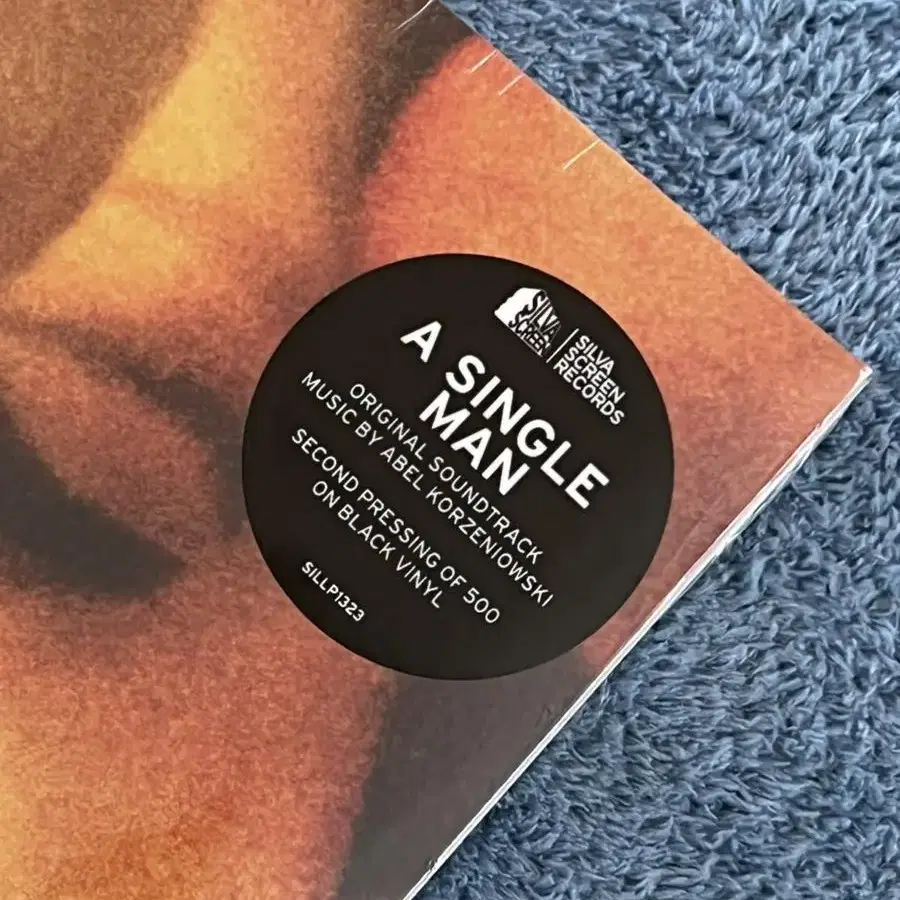 SILVA
SCREEN
SILVA
SCREEN
RECORDS
A SINGLE
MAN
ORIGINAL SOUNDTRACK
MUSIC BY ABEL KORZENIOWSKI
SECOND PRESSING OF 500
ON BLACK VINYL
SILLP1323